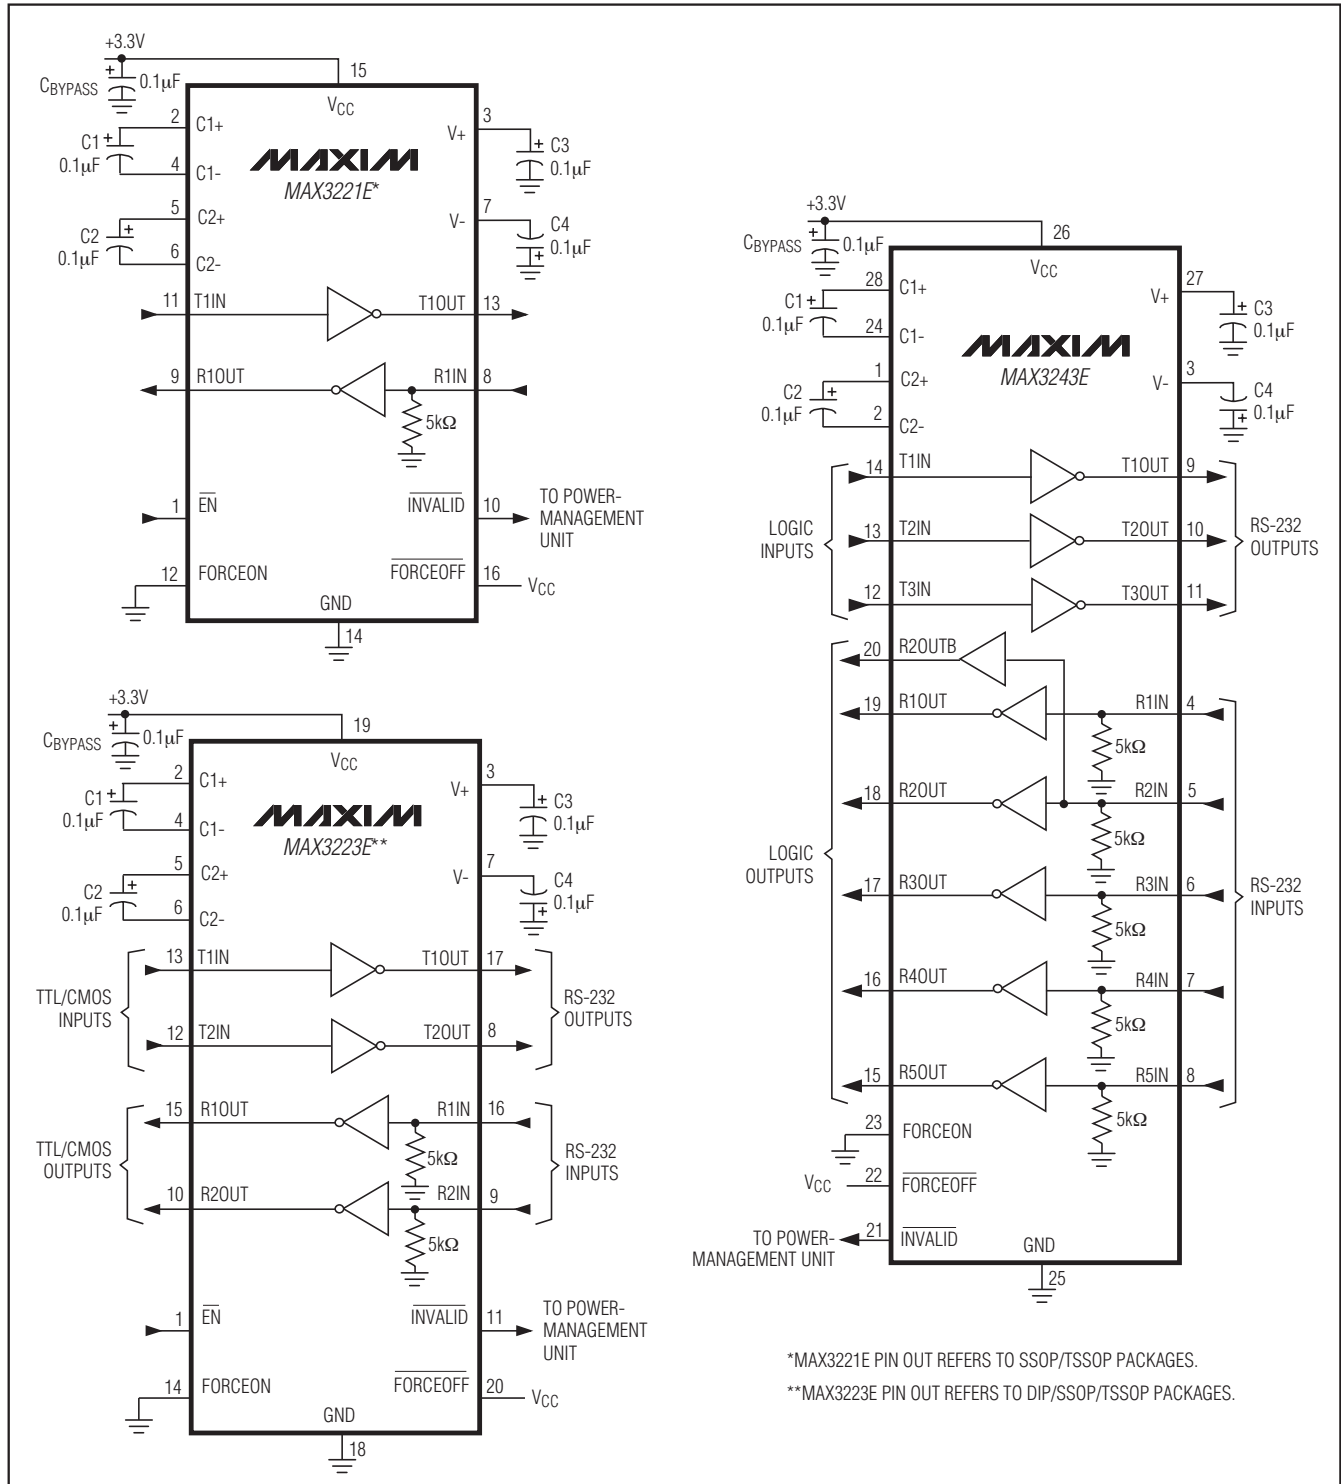 +3.3V
CBYPASS
+
0.1µF
15
VCC
2
C1+
C1
+
0.1µF
4
C1-
5
C2+
C2
+
0.1µF
6
C2-
MAXIM
MAX3221E*
3
V+
+
C3
0.1µF
7
V-
C4
0.1µF
+
11
T1IN
T1OUT
13
9
R1OUT
R1IN
8
5kΩ
1
EN
INVALID
10
TO POWER-
MANAGEMENT
UNIT
12
FORCEON
FORCEOFF
16
VCC
GND
14
+3.3V
CBYPASS
+
0.1µF
19
VCC
2
C1+
C1
+
0.1µF
4
C1-
5
C2+
C2
+
0.1µF
6
C2-
MAXIM
MAX3223E**
3
V+
+
C3
0.1µF
7
V-
C4
0.1µF
+
TTL/CMOS
INPUTS
13
T1IN
T1OUT
17
12
T2IN
T2OUT
8
RS-232
OUTPUTS
TTL/CMOS
OUTPUTS
15
R1OUT
R1IN
16
5kΩ
10
R2OUT
R2IN
9
5kΩ
RS-232
INPUTS
1
EN
INVALID
11
TO POWER-
MANAGEMENT
UNIT
14
FORCEON
FORCEOFF
20
VCC
GND
18
+3.3V
CBYPASS
+
0.1µF
26
VCC
28
C1+
C1
+
0.1µF
24
C1-
1
C2+
C2
+
0.1µF
2
C2-
MAXIM
MAX3243E
27
V+
+
C3
0.1µF
3
V-
C4
0.1µF
+
LOGIC
INPUTS
14
T1IN
T1OUT
9
13
T2IN
T2OUT
10
12
T3IN
T3OUT
11
RS-232
OUTPUTS
LOGIC
OUTPUTS
20
R2OUTB
19
R1OUT
R1IN
4
5kΩ
18
R2OUT
R2IN
5
5kΩ
17
R3OUT
R3IN
6
5kΩ
16
R4OUT
R4IN
7
5kΩ
15
R5OUT
R5IN
8
5kΩ
RS-232
INPUTS
23
FORCEON
VCC
22
FORCEOFF
TO POWER-
MANAGEMENT UNIT
21
INVALID
GND
25
*MAX3221E PIN OUT REFERS TO SSOP/TSSOP PACKAGES.
**MAX3223E PIN OUT REFERS TO DIP/SSOP/TSSOP PACKAGES.